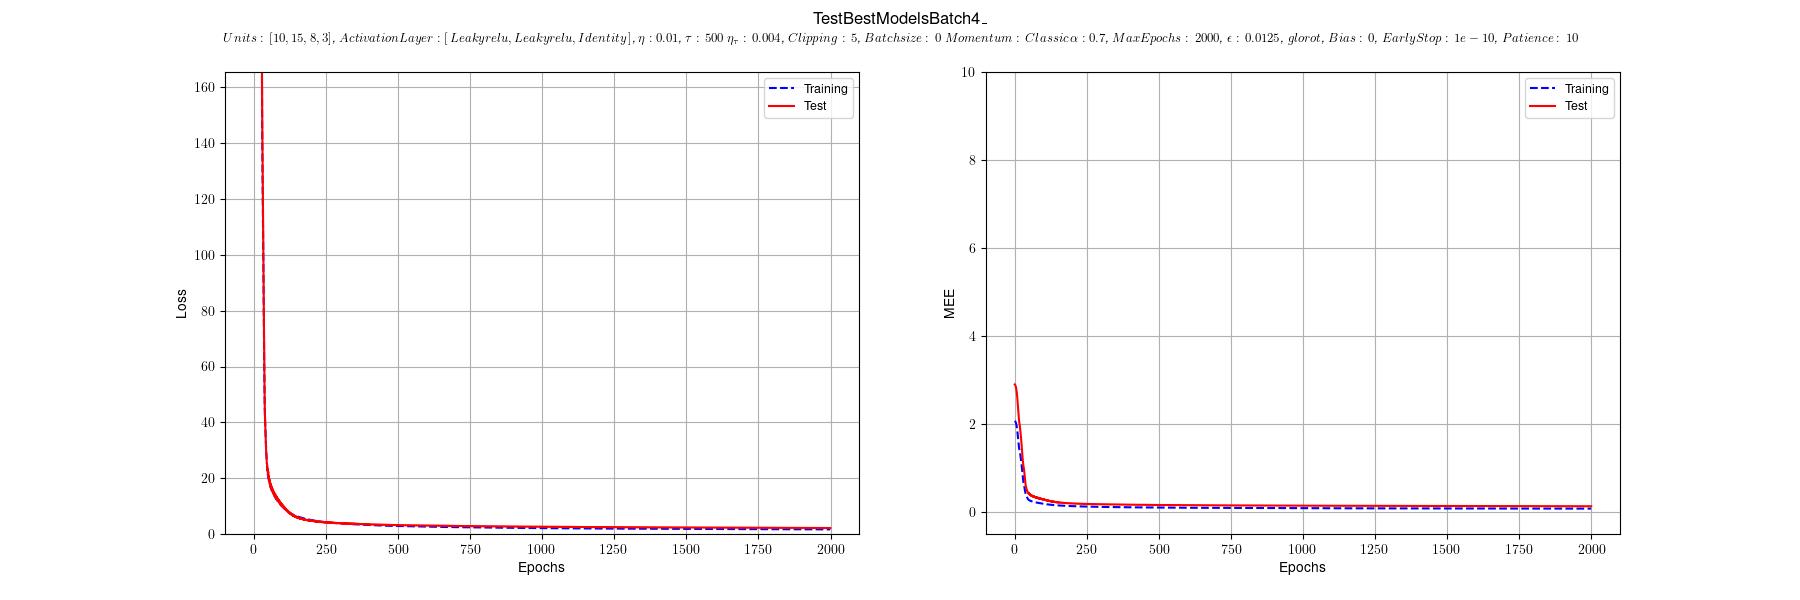 TestBestModelsBatch4_
Units : [10, 15, 8, 3], ActivationLayer : [ Leakyrelu, Leakyrelu, Identity], η : 0.01, τ : 500 ητ : 0.004, Clipping : 5, Batchsize : 0 Momentum : Classicα : 0.7, MaxEpochs : 2000, ϵ : 0.0125, glorot, Bias : 0, EarlyStop : 1e − 10, Patience : 10
160
140
120
100
80
60
40
20
0
Loss
Training
Test
0 250 500 750 1000 1250 1500 1750 2000
Epochs
10
8
6
4
2
0
MEE
Training
Test
0 250 500 750 1000 1250 1500 1750 2000
Epochs